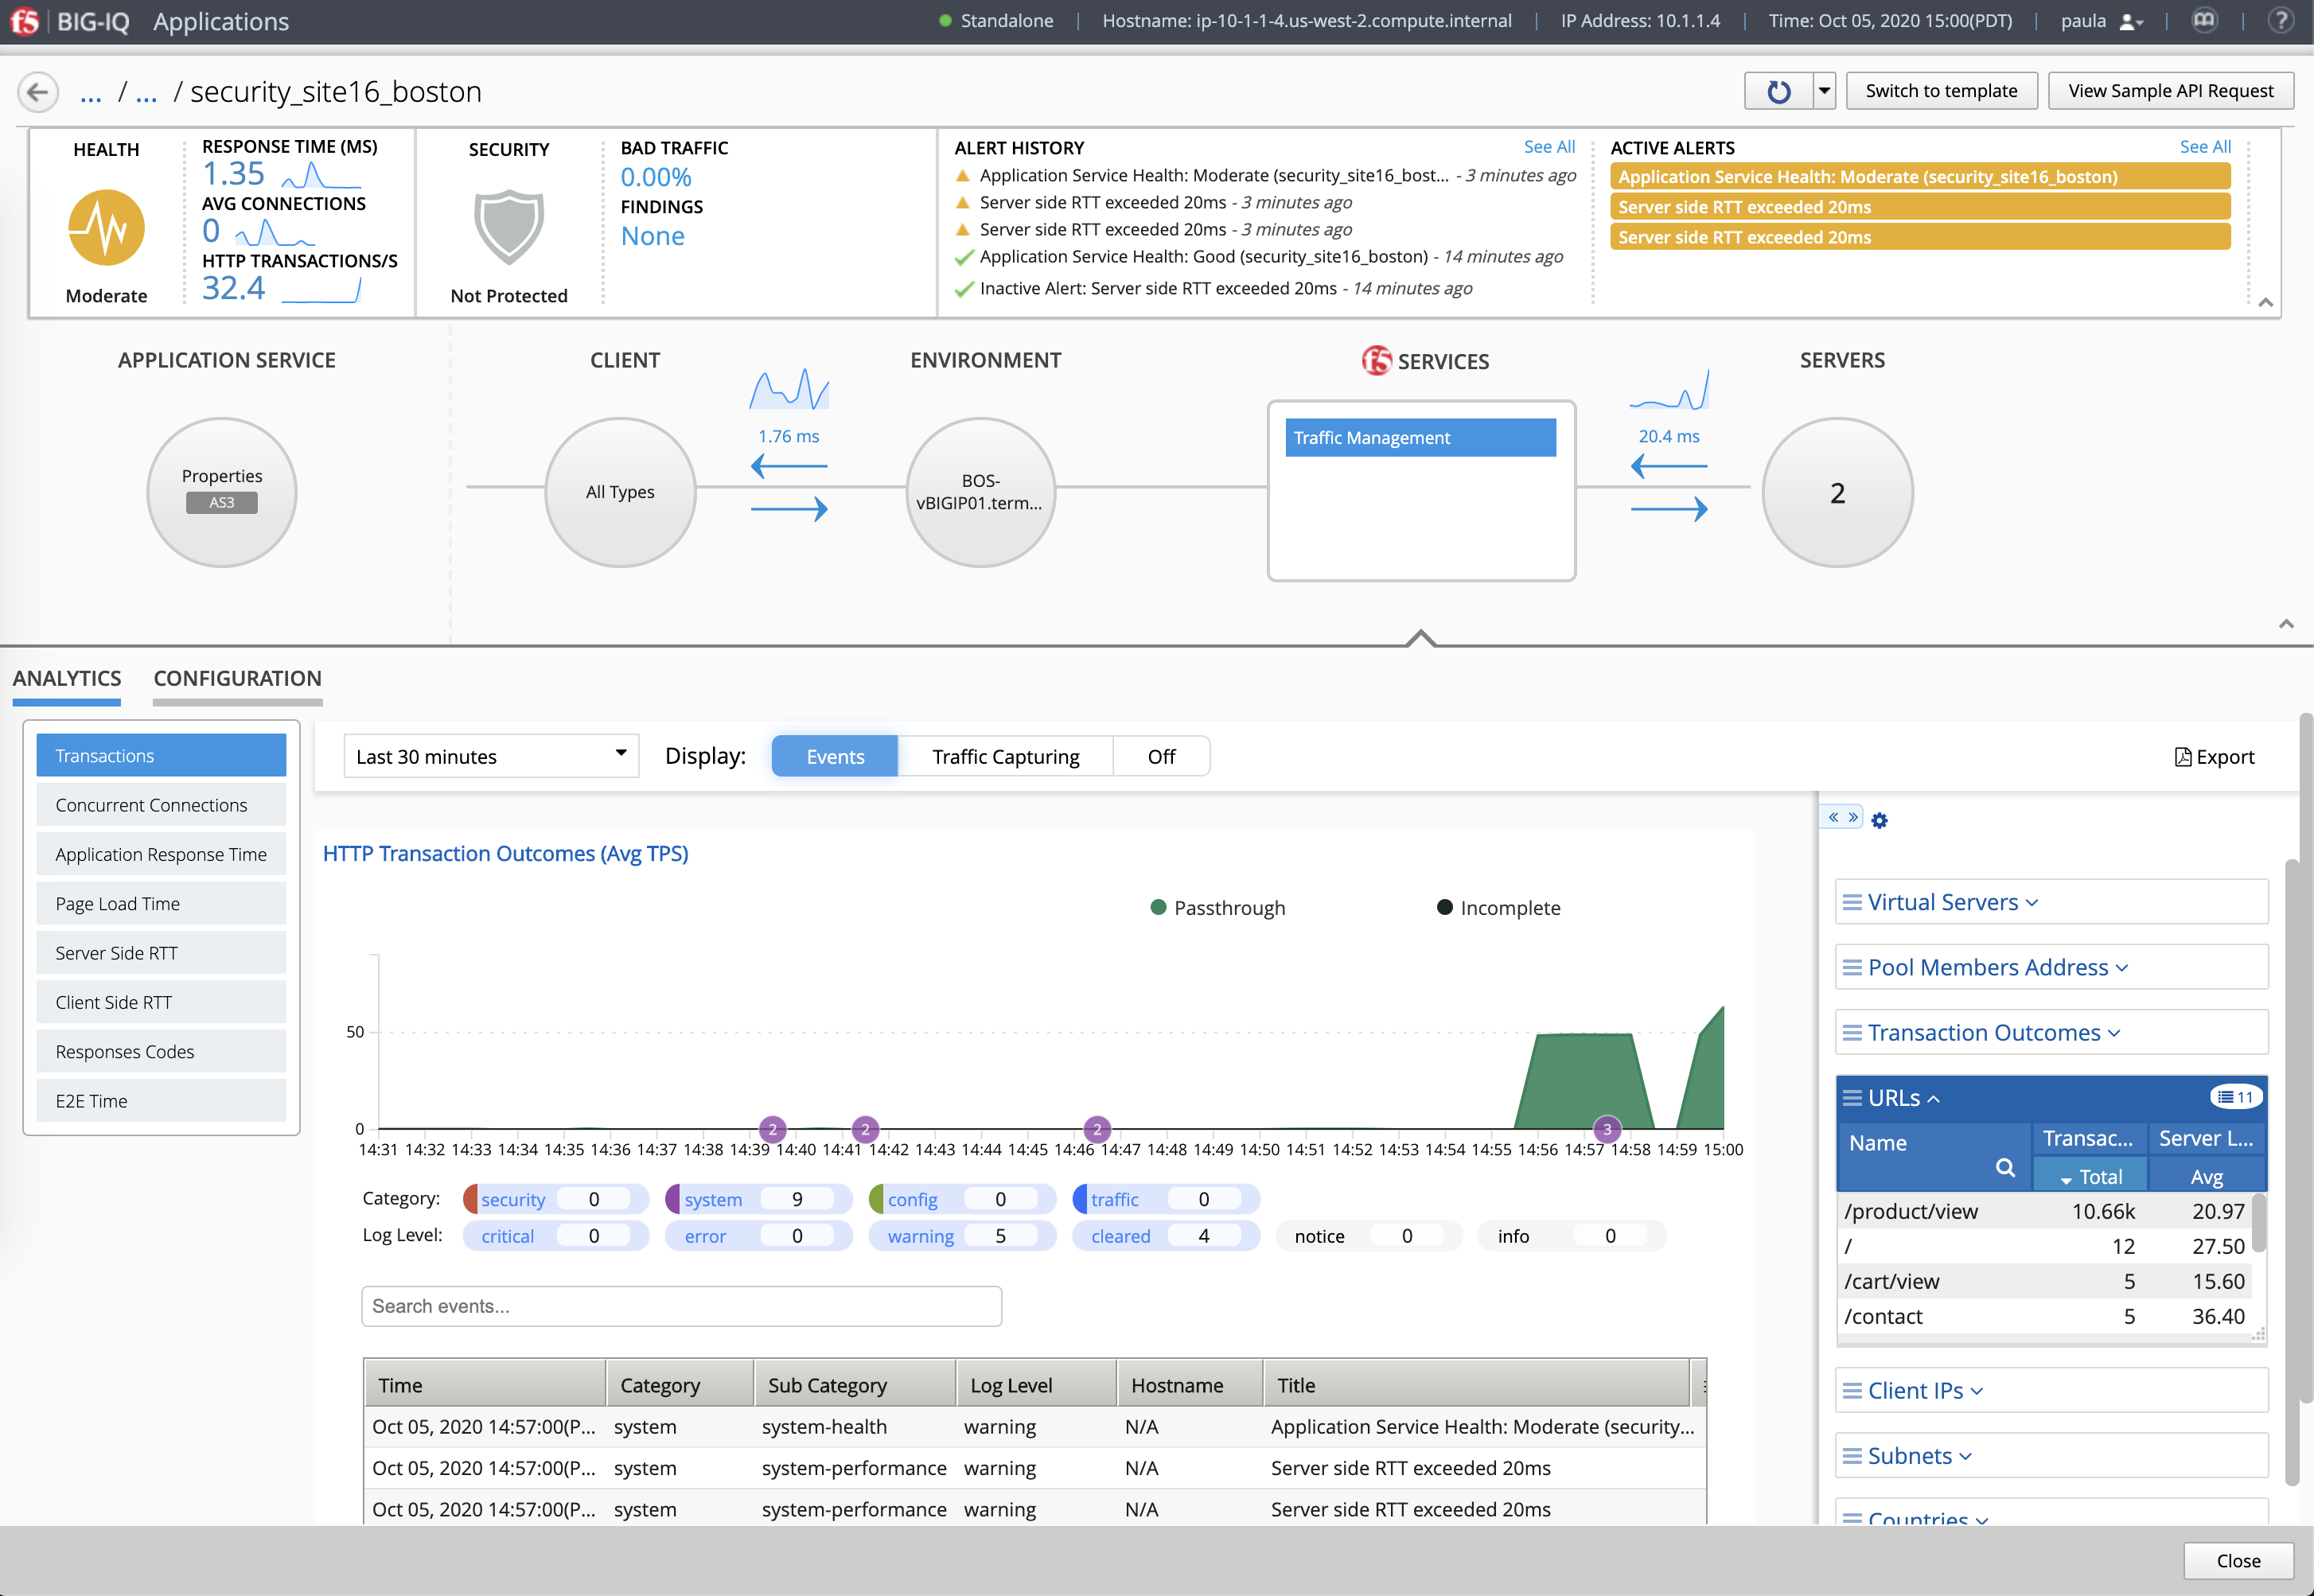 f5 BIG-IQ Applications
Standalone | Hostname: ip-10-1-1-4.us-west-2.compute.internal | IP Address: 10.1.1.4 | Time: Oct 05, 2020 15:00(PDT) | paula | ?
... / ... / security_site16_boston
Switch to template
View Sample API Request
HEALTH
Moderate
RESPONSE TIME (MS)
1.35
AVG CONNECTIONS
0
HTTP TRANSACTIONS/S
32.4
SECURITY
Not Protected
BAD TRAFFIC
0.00%
FINDINGS
None
ALERT HISTORY See All
Application Service Health: Moderate (security_site16_bost... - 3 minutes ago
Server side RTT exceeded 20ms - 3 minutes ago
Server side RTT exceeded 20ms - 3 minutes ago
Application Service Health: Good (security_site16_boston) - 14 minutes ago
Inactive Alert: Server side RTT exceeded 20ms - 14 minutes ago
ACTIVE ALERTS See All
Application Service Health: Moderate (security_site16_boston)
Server side RTT exceeded 20ms
Server side RTT exceeded 20ms
APPLICATION SERVICE
Properties
AS3
CLIENT
All Types
1.76 ms
ENVIRONMENT
BOS-
vBIGIP01.term...
f5 SERVICES
Traffic Management
20.4 ms
SERVERS
2
ANALYTICS CONFIGURATION
Transactions
Concurrent Connections
Application Response Time
Page Load Time
Server Side RTT
Client Side RTT
Responses Codes
E2E Time
Last 30 minutes Display: Events Traffic Capturing Off Export
HTTP Transaction Outcomes (Avg TPS)
Passthrough Incomplete
50
0
2 2 2 3
14:31 14:32 14:33 14:34 14:35 14:36 14:37 14:38 14:39 14:40 14:41 14:42 14:43 14:44 14:45 14:46 14:47 14:48 14:49 14:50 14:51 14:52 14:53 14:54 14:55 14:56 14:57 14:58 14:59 15:00
Category: security 0 system 9 config 0 traffic 0
Log Level: critical 0 error 0 warning 5 cleared 4 notice 0 info 0
Search events...
Time Category Sub Category Log Level Hostname Title
Oct 05, 2020 14:57:00(P... system system-health warning N/A Application Service Health: Moderate (security...
Oct 05, 2020 14:57:00(P... system system-performance warning N/A Server side RTT exceeded 20ms
Oct 05, 2020 14:57:00(P... system system-performance warning N/A Server side RTT exceeded 20ms
« »
Virtual Servers
Pool Members Address
Transaction Outcomes
URLs 11
Name Transac... Server L...
Total Avg
/product/view 10.66k 20.97
/ 12 27.50
/cart/view 5 15.60
/contact 5 36.40
Client IPs
Subnets
Countries
Close